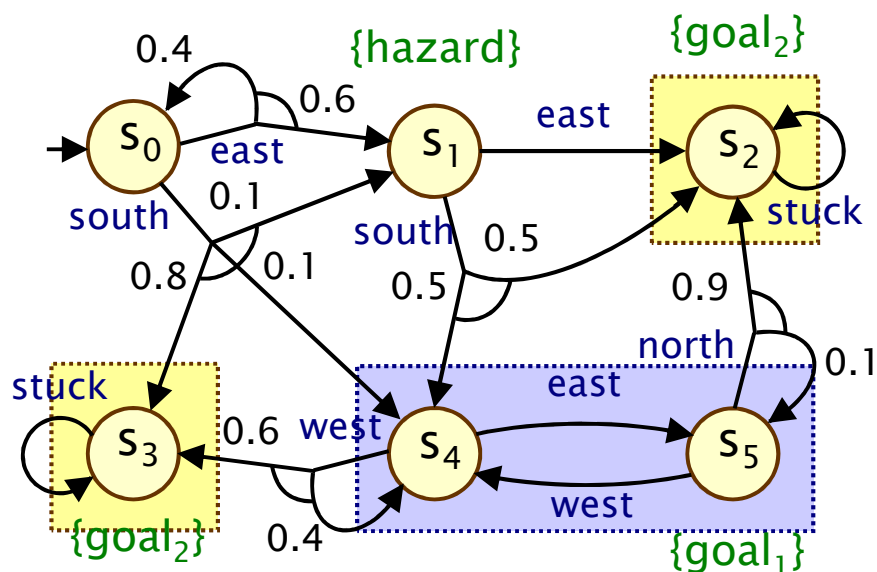 {goal₂}
{hazard}
0.4
0.6
s₀
s₁
s₂
east
east
south
0.1
south
0.5
stuck
0.8
0.1
0.5
0.9
north
0.1
stuck
east
0.6
west
s₃
s₄
s₅
west
0.4
{goal₂}
{goal₁}